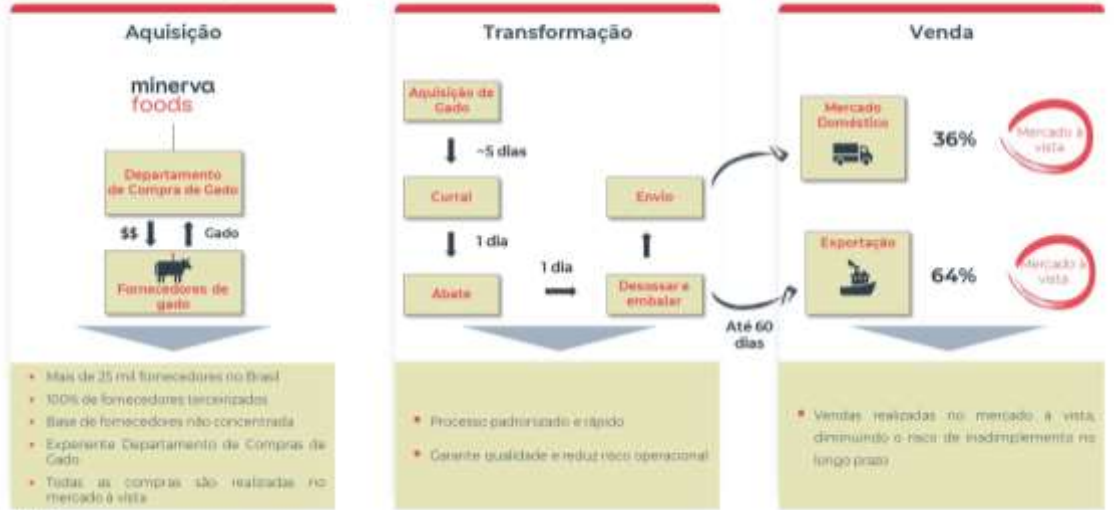 Aquisição
minerva
foods
Departamento
de Compra de Gado
$$
Gado
Fornecedores de
gado
• Mais de 25 mil fornecedores no Brasil
• 100% de fornecedores terceirizados
• Base de fornecedores não concentrada
• Experiente Departamento de Compras de
Gado
• Todas as compras são realizadas no
mercado à vista
Transformação
Aquisição de
Gado
~5 dias
Curral
1 dia
Abate
1 dia
Desossar e
embalar
Envio
Até 60
dias
• Processo padronizado e rápido
• Garante qualidade e reduz risco operacional
Venda
Mercado
Doméstico
36%
Mercado à
vista
Exportação
64%
Mercado à
vista
• Vendas realizadas no mercado à vista,
diminuindo o risco de inadimplemento no
longo prazo